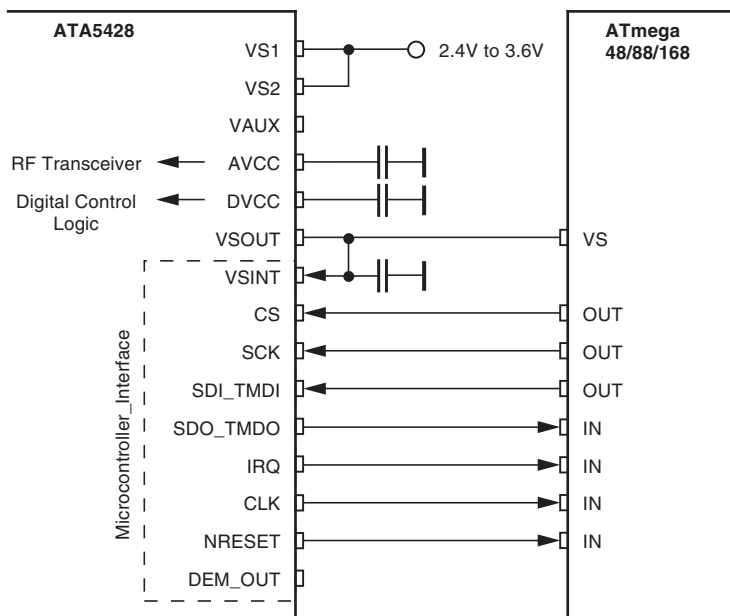 ATA5428
ATmega
48/88/168
VS1
2.4V to 3.6V
VS2
VAUX
RF Transceiver
AVCC
Digital Control
Logic
DVCC
VSOUT
VS
VSINT
CS
OUT
SCK
OUT
SDI_TMDI
OUT
SDO_TMDO
IN
IRQ
IN
CLK
IN
NRESET
IN
DEM_OUT
Microcontroller_Interface